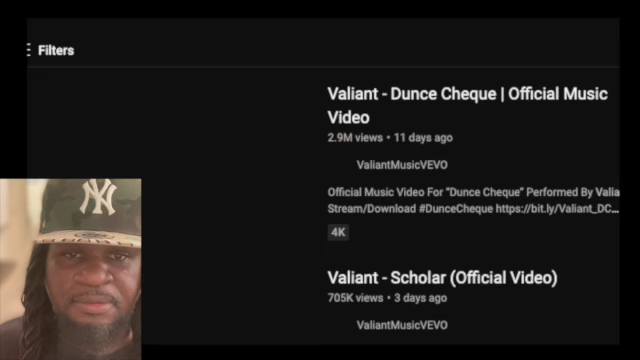 Filters
Valiant - Dunce Cheque | Official Music
Video
2.9M views • 11 days ago
ValiantMusicVEVO
Official Music Video For “Dunce Cheque” Performed By Valia
Stream/Download #DunceCheque https://bit.ly/Valiant_DC...
4K
Valiant - Scholar (Official Video)
705K views • 3 days ago
ValiantMusicVEVO
NY